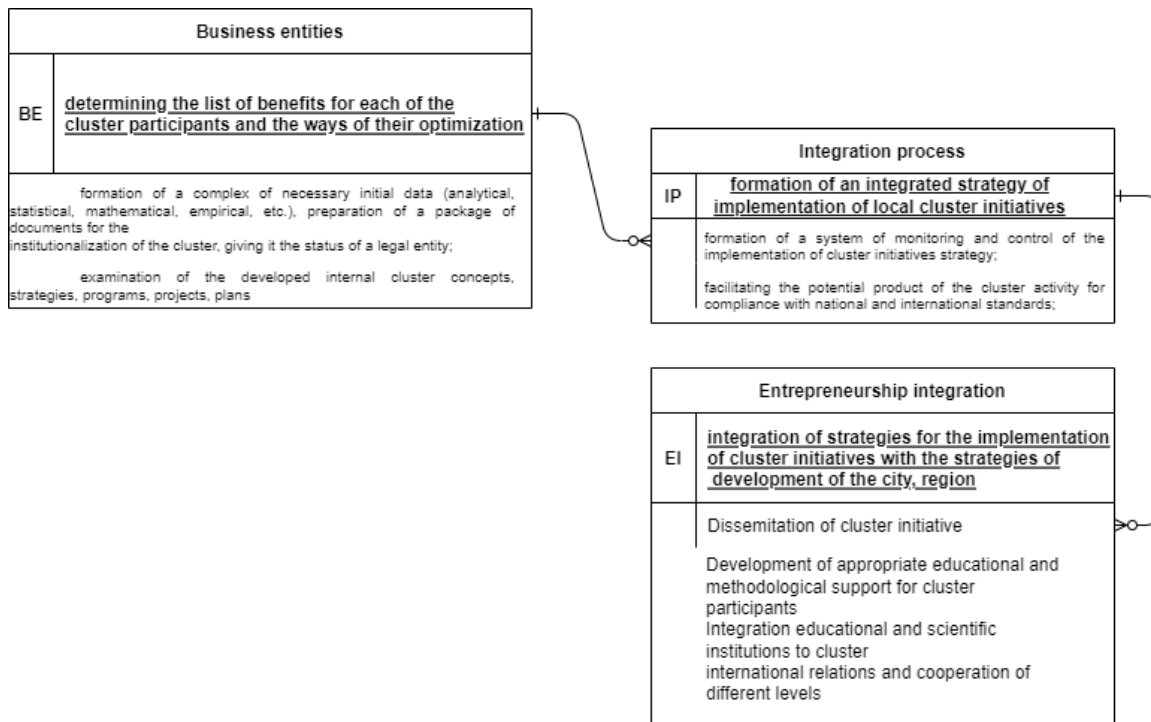 Business entities
BE
determining the list of benefits for each of the
cluster participants and the ways of their optimization
formation of a complex of necessary initial data (analytical,
statistical, mathematical, empirical, etc.), preparation of a package of
documents for the
institutionalization of the cluster, giving it the status of a legal entity;
examination of the developed internal cluster concepts,
strategies, programs, projects, plans
Integration process
IP
formation of an integrated strategy of
implementation of local cluster initiatives
formation of a system of monitoring and control of the
implementation of cluster initiatives strategy;
facilitating the potential product of the cluster activity for
compliance with national and international standards;
Entrepreneurship integration
EI
integration of strategies for the implementation
of cluster initiatives with the strategies of
development of the city, region
Dissemitation of cluster initiative
Development of appropriate educational and
methodological support for cluster
participants
Integration educational and scientific
institutions to cluster
international relations and cooperation of
different levels